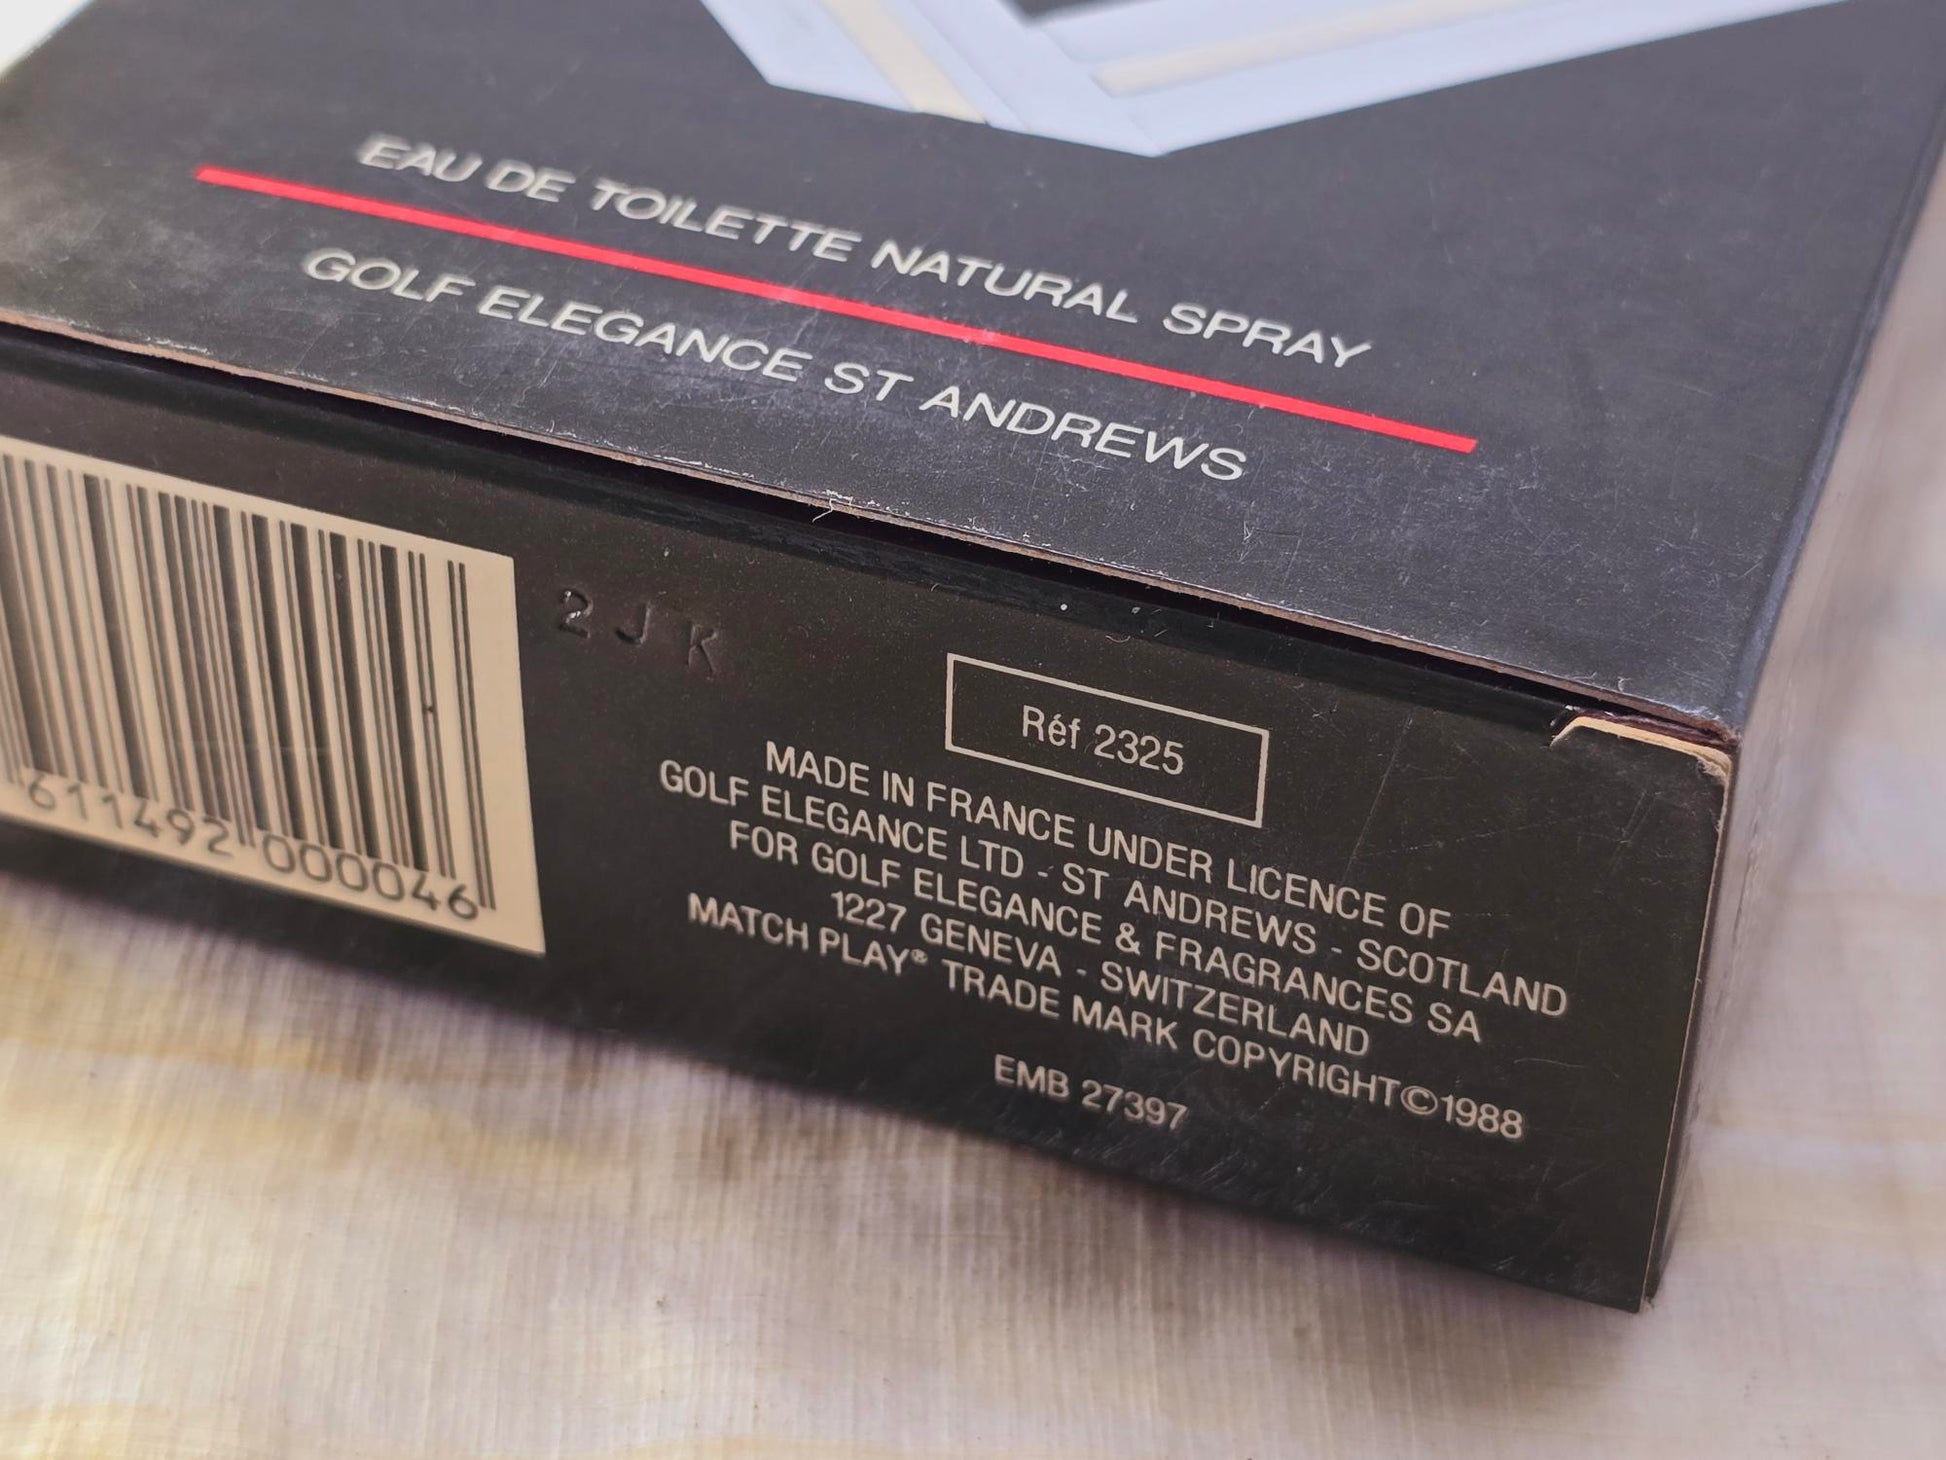 EAU DE TOILETTE NATURAL SPRAY
GOLF ELEGANCE ST ANDREWS
611492 000046
2JK
Réf 2325
MADE IN FRANCE UNDER LICENCE OF
GOLF ELEGANCE LTD - ST ANDREWS - SCOTLAND
FOR GOLF ELEGANCE & FRAGRANCES SA
1227 GENEVA - SWITZERLAND
MATCH PLAY® TRADE MARK COPYRIGHT©1988
EMB 27397